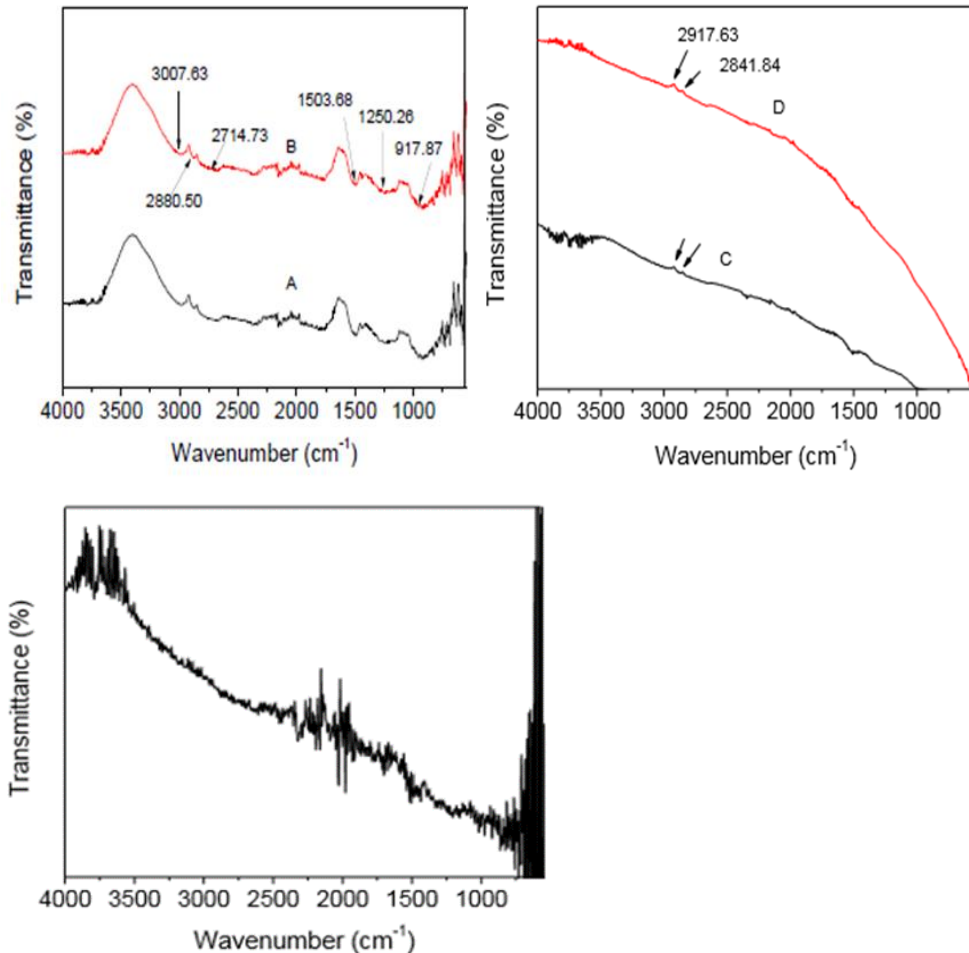 3007.63
1503.68
1250.26
2714.73
B
917.87
2880.50
A
Transmittance (%)
4000 3500 3000 2500 2000 1500 1000
Wavenumber (cm⁻¹)
2917.63
2841.84
D
C
Transmittance (%)
4000 3500 3000 2500 2000 1500 1000
Wavenumber (cm⁻¹)
Transmittance (%)
4000 3500 3000 2500 2000 1500 1000
Wavenumber (cm⁻¹)